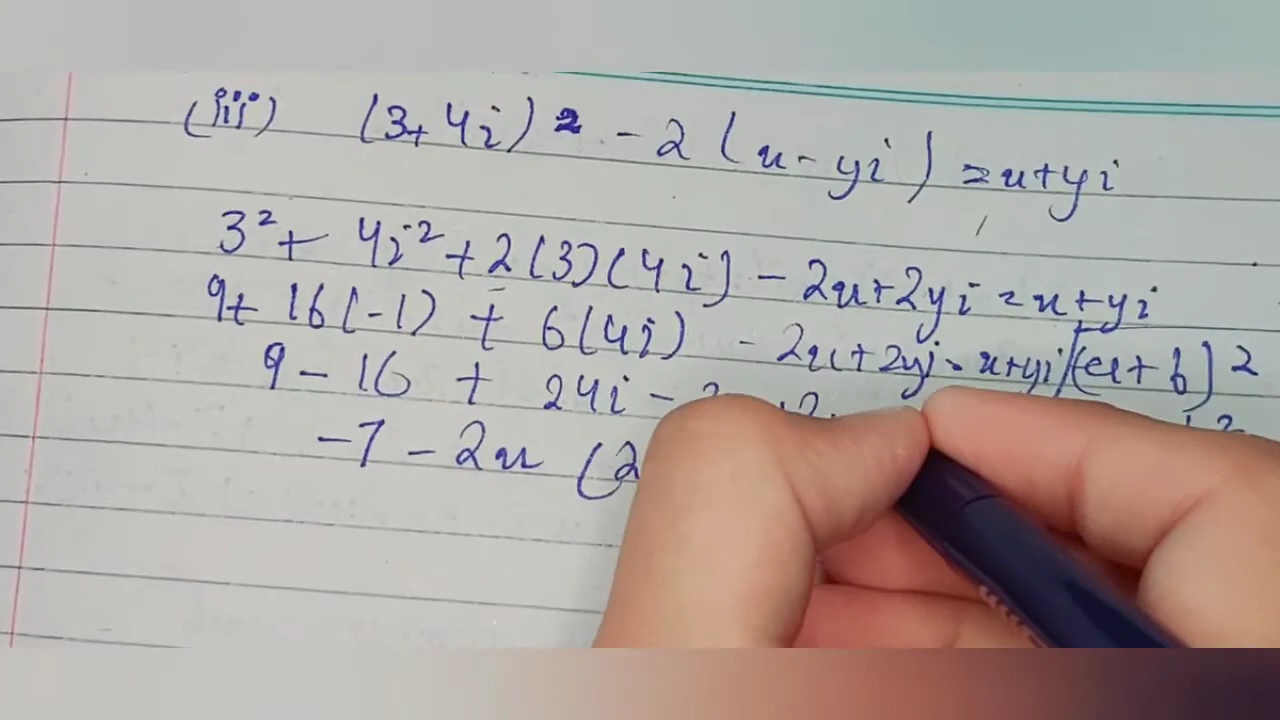 (iii) (3+4i)² - 2(x-yi) = x+yi
3² + 4i² + 2(3)(4i) - 2x+2yi = x+yi
9+ 16(-1) + 6(4i) - 2x+2yi = x+yi/(a+b)²
9 - 16 + 24i -
-7 - 2x (2